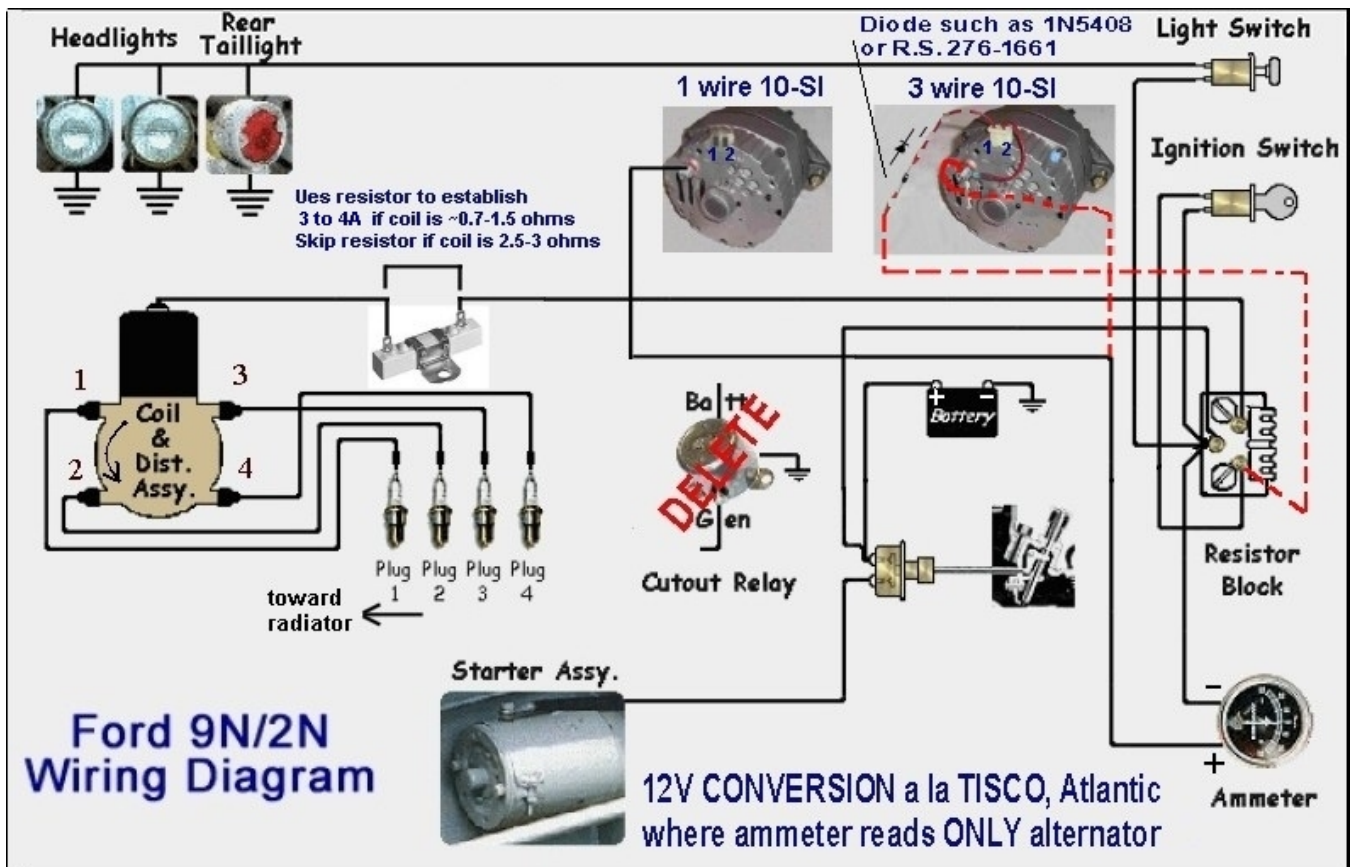 Headlights
Rear
Taillight
Diode such as 1N5408
or R.S. 276-1661
Light Switch
1 wire 10-SI
3 wire 10-SI
1 2
1 2
Ignition Switch
Ues resistor to establish
3 to 4A if coil is ~0.7-1.5 ohms
Skip resistor if coil is 2.5-3 ohms
1
3
Coil
&
Dist.
Assy.
2
4
Batt
DELETE
Gen
Cutout Relay
+ -
Battery
Plug Plug Plug Plug
1 2 3 4
toward
radiator
Resistor
Block
Starter Assy.
-
+
Ammeter
Ford 9N/2N
Wiring Diagram
12V CONVERSION a la TISCO, Atlantic
where ammeter reads ONLY alternator